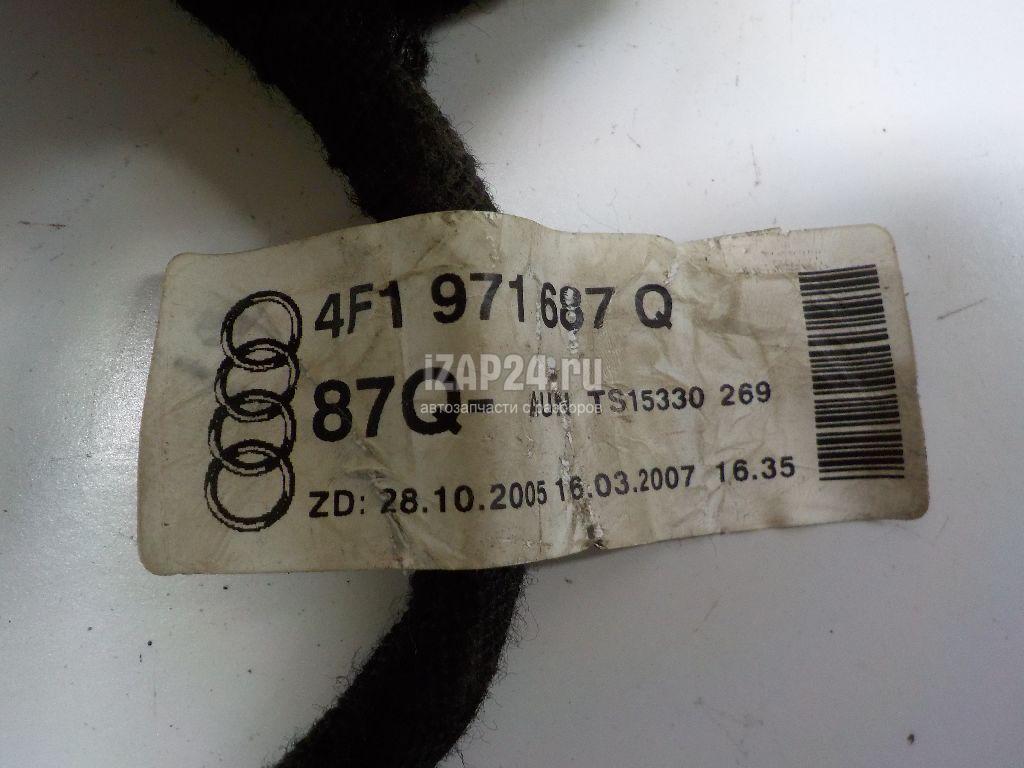 4F1 971 687 Q
87Q- AUM TS15330 269
ZD: 28.10.2005 16.03.2007 16.35
iZAP24.ru
автозапчасти с разборов